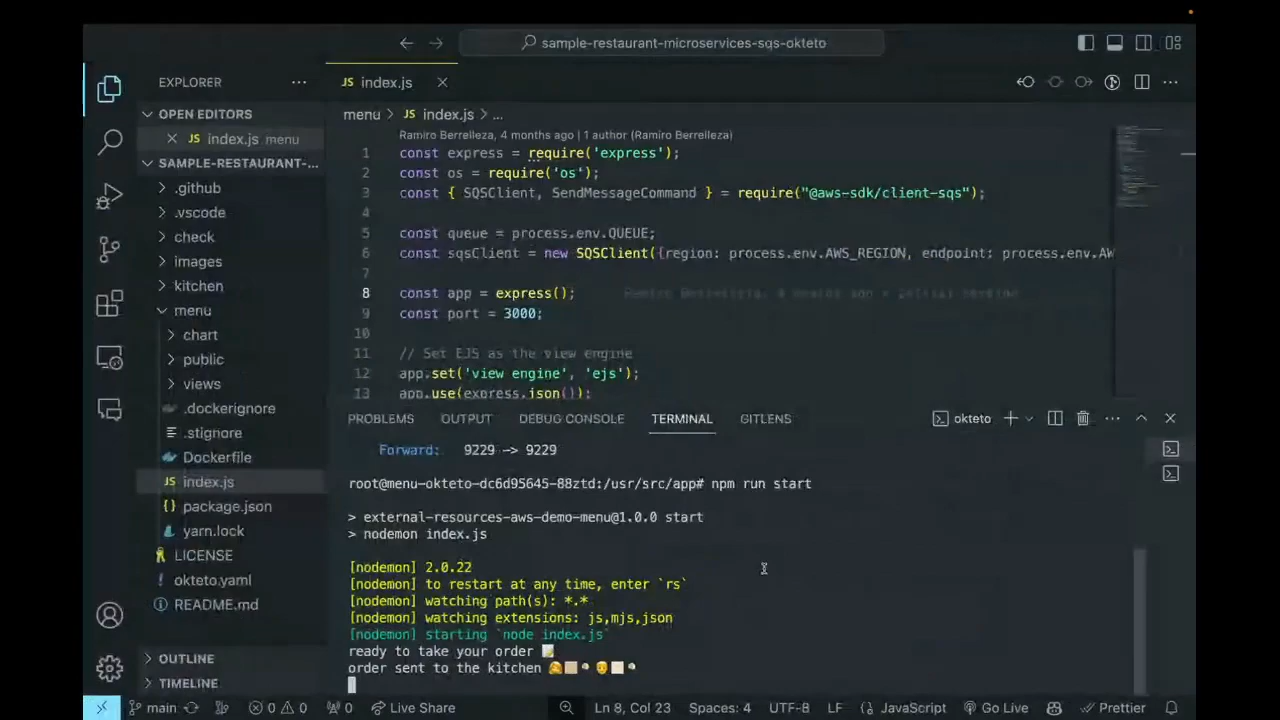 sample-restaurant-microservices-sqs-okteto
EXPLORER
OPEN EDITORS
index.js menu
SAMPLE-RESTAURANT-...
.github
.vscode
check
images
kitchen
menu
chart
public
views
.dockerignore
.stignore
Dockerfile
JS index.js
package.json
yarn.lock
LICENSE
okteto.yaml
README.md
OUTLINE
TIMELINE
JS index.js
menu > JS index.js > ...
Ramiro Berrelleza, 4 months ago | 1 author (Ramiro Berrelleza)
1 const express = require('express');
2 const os = require('os');
3 const { SQSClient, SendMessageCommand } = require("@aws-sdk/client-sqs");
4
5 const queue = process.env.QUEUE;
6 const sqsClient = new SQSClient({region: process.env.AWS_REGION, endpoint: process.env.AW
7
8 const app = express(); Ramiro Berrelleza, 4 months ago • initial version
9 const port = 3000;
10
11 // Set EJS as the view engine
12 app.set('view engine', 'ejs');
13 app.use(express.json());
PROBLEMS OUTPUT DEBUG CONSOLE TERMINAL GITLENS okteto
Forward: 9229 -> 9229
root@menu-okteto-dc6d95645-88ztd:/usr/src/app# npm run start
> external-resources-aws-demo-menu@1.0.0 start
> nodemon index.js
[nodemon] 2.0.22
[nodemon] to restart at any time, enter `rs`
[nodemon] watching path(s): *.*
[nodemon] watching extensions: js,mjs,json
[nodemon] starting `node index.js`
ready to take your order
order sent to the kitchen
main 0 0 0 Live Share Ln 8, Col 23 Spaces: 4 UTF-8 LF {} JavaScript Go Live Prettier